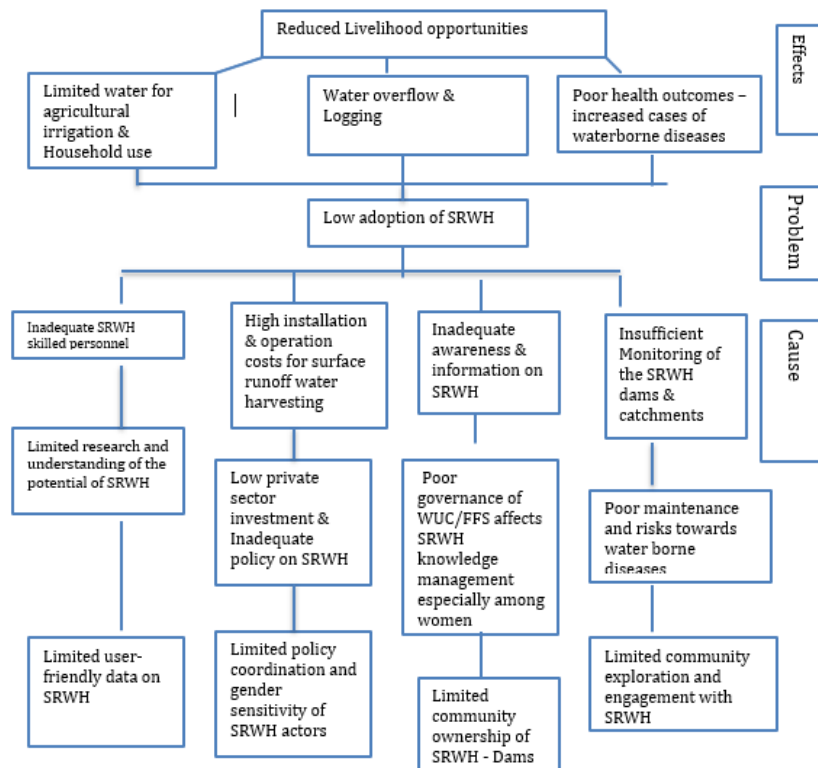 Reduced Livelihood opportunities
Effects
Limited water for
agricultural
irrigation &
Household use
Water overflow &
Logging
Poor health outcomes –
increased cases of
waterborne diseases
Problem
Low adoption of SRWH
Cause
Inadequate SRWH
skilled personnel
High installation
& operation
costs for surface
runoff water
harvesting
Inadequate
awareness &
information on
SRWH
Insufficient
Monitoring of
the SRWH
dams &
catchments
Limited research and
understanding of the
potential of SRWH
Low private
sector
investment &
Inadequate
policy on SRWH
Poor
governance of
WUC/FFS affects
SRWH
knowledge
management
especially among
women
Poor maintenance
and risks towards
water borne
diseases
Limited user-
friendly data on
SRWH
Limited policy
coordination and
gender
sensitivity of
SRWH actors
Limited
community
ownership of
SRWH - Dams
Limited community
exploration and
engagement with
SRWH